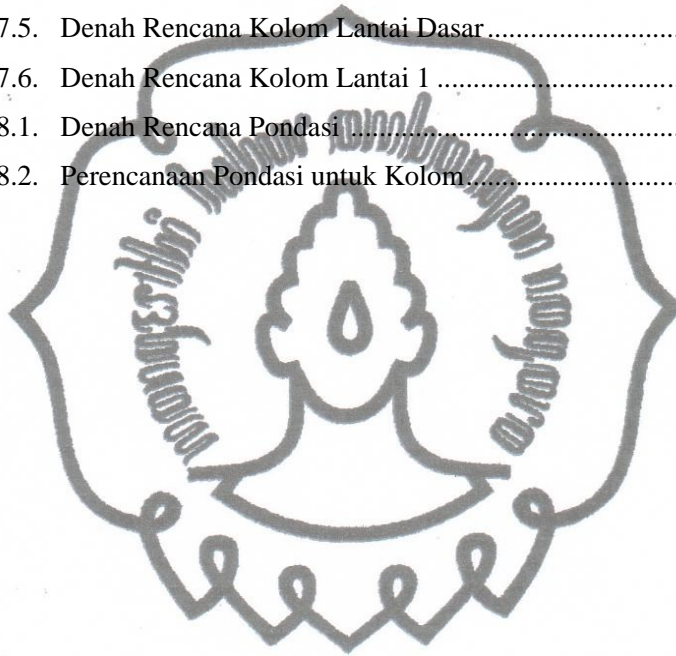 7.5. Denah Rencana Kolom Lantai Dasar..............................
7.6. Denah Rencana Kolom Lantai 1 ......................................
8.1. Denah Rencana Pondasi ....................................................
8.2. Perencanaan Pondasi untuk Kolom.................................